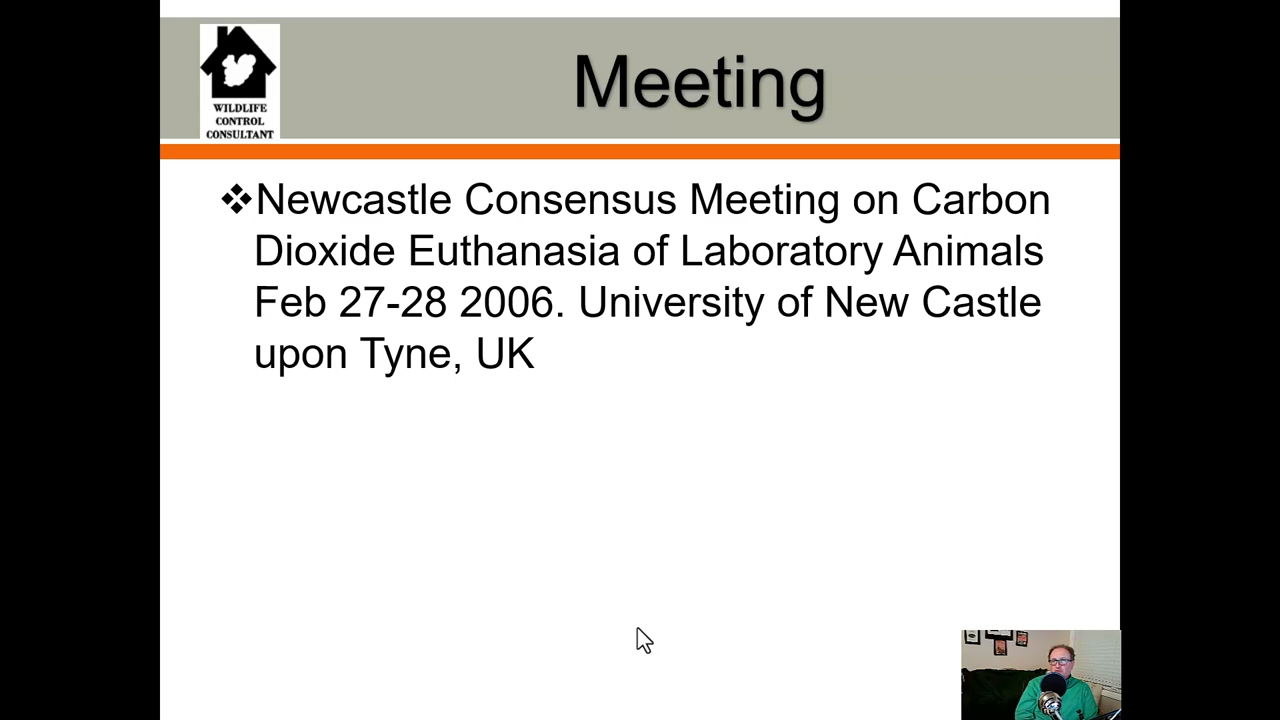 WILDLIFE
CONTROL
CONSULTANT
Meeting
❖Newcastle Consensus Meeting on Carbon
Dioxide Euthanasia of Laboratory Animals
Feb 27-28 2006. University of New Castle
upon Tyne, UK